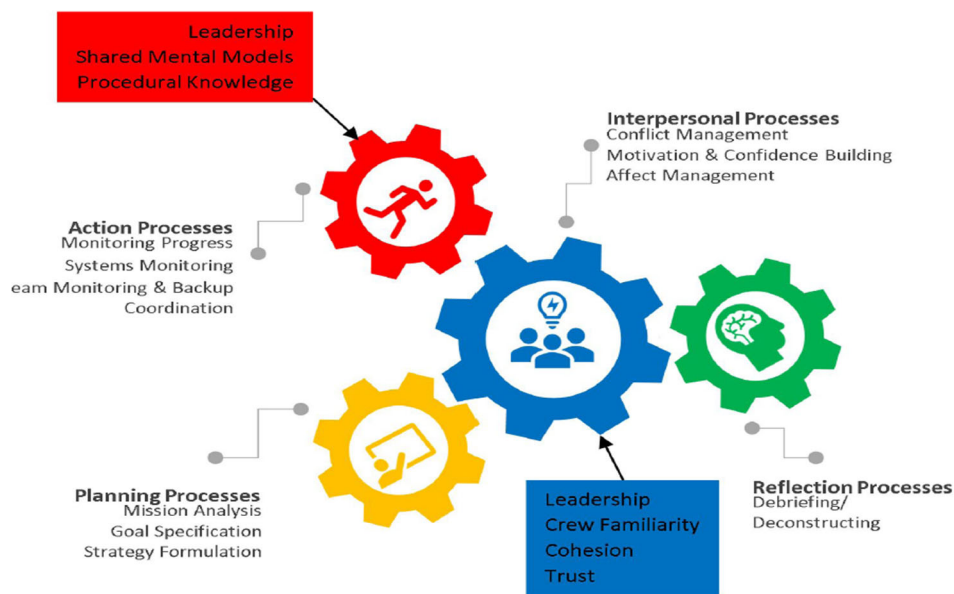 Leadership
Shared Mental Models
Procedural Knowledge
Interpersonal Processes
Conflict Management
Motivation & Confidence Building
Affect Management
Action Processes
Monitoring Progress
Systems Monitoring
eam Monitoring & Backup
Coordination
Planning Processes
Mission Analysis
Goal Specification
Strategy Formulation
Leadership
Crew Familiarity
Cohesion
Trust
Reflection Processes
Debriefing/
Deconstructing